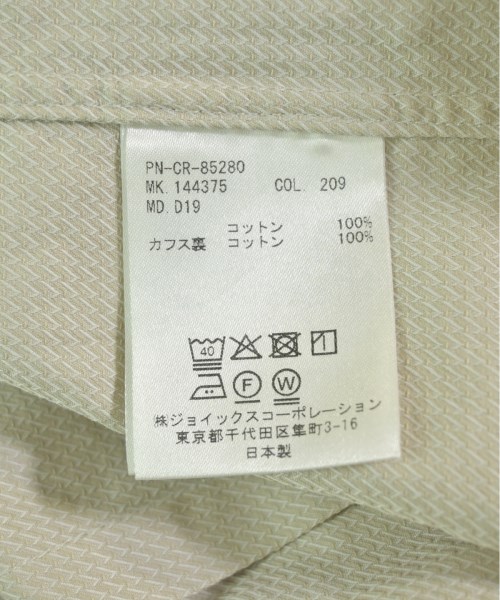 PN-CR-85280
MK. 144375 COL. 209
MD. D19
コットン 100%
カフス裏 コットン 100%
40
F W
㈱ジョイックスコーポレーション
東京都千代田区隼町3-16
日本製